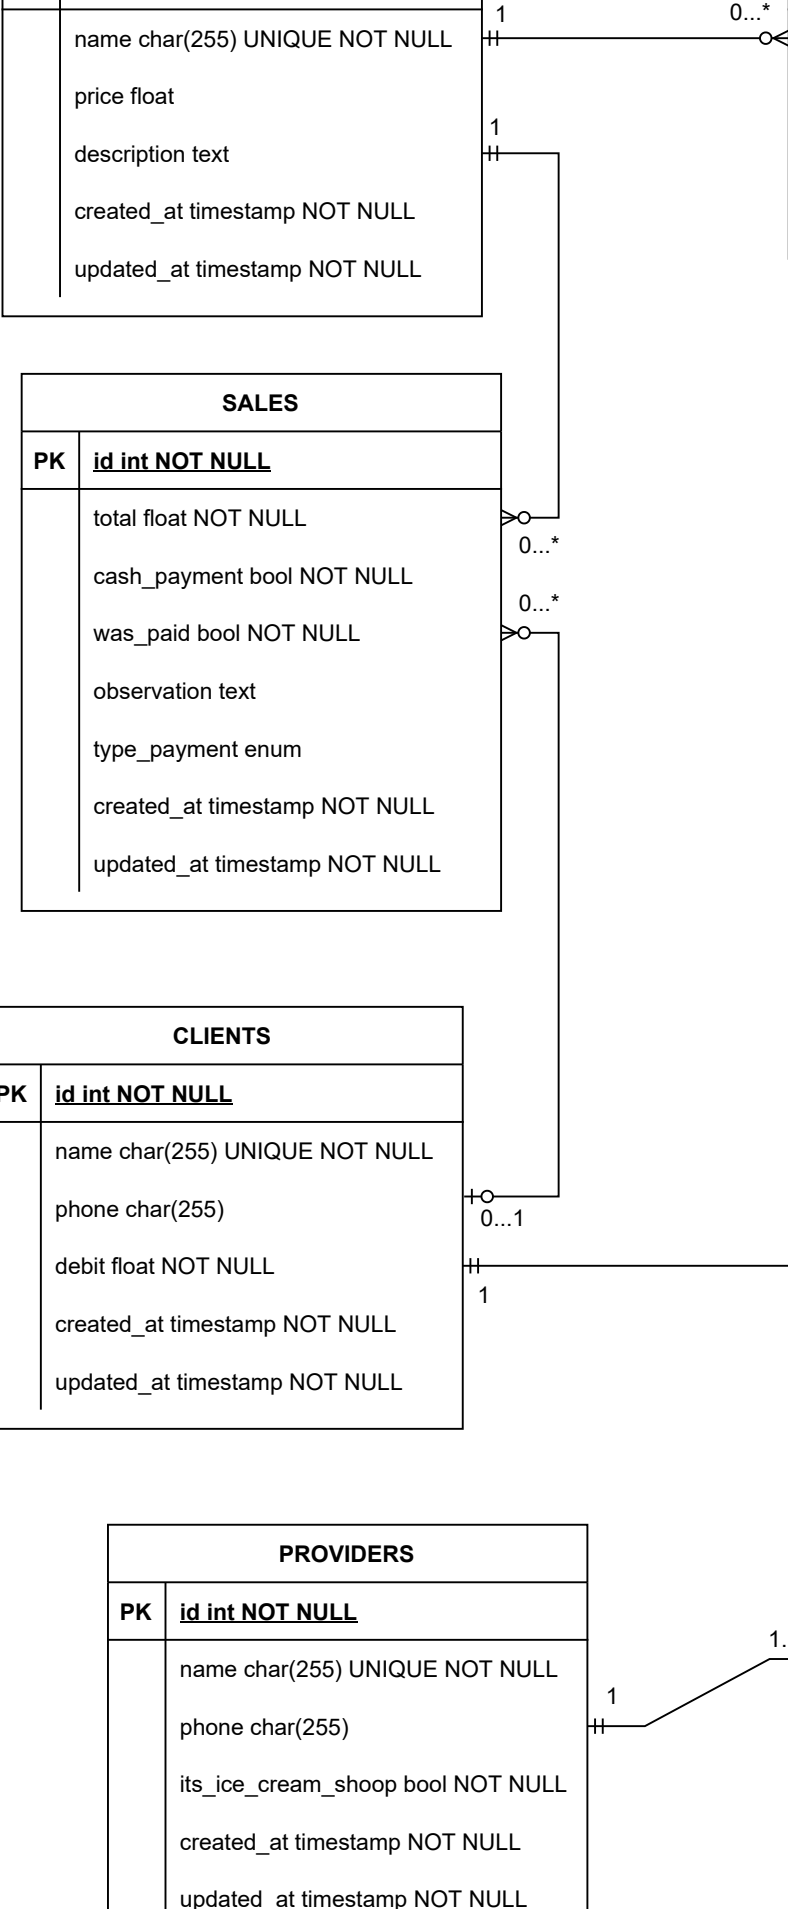 1
0...*
name char(255) UNIQUE NOT NULL
price float
1
description text
created_at timestamp NOT NULL
updated_at timestamp NOT NULL
SALES
PK id int NOT NULL
total float NOT NULL
0...*
cash_payment bool NOT NULL
0...*
was_paid bool NOT NULL
observation text
type_payment enum
created_at timestamp NOT NULL
updated_at timestamp NOT NULL
CLIENTS
PK id int NOT NULL
name char(255) UNIQUE NOT NULL
phone char(255)
0...1
debit float NOT NULL
1
created_at timestamp NOT NULL
updated_at timestamp NOT NULL
PROVIDERS
PK id int NOT NULL
1.
name char(255) UNIQUE NOT NULL
1
phone char(255)
its_ice_cream_shoop bool NOT NULL
created_at timestamp NOT NULL
updated_at timestamp NOT NULL